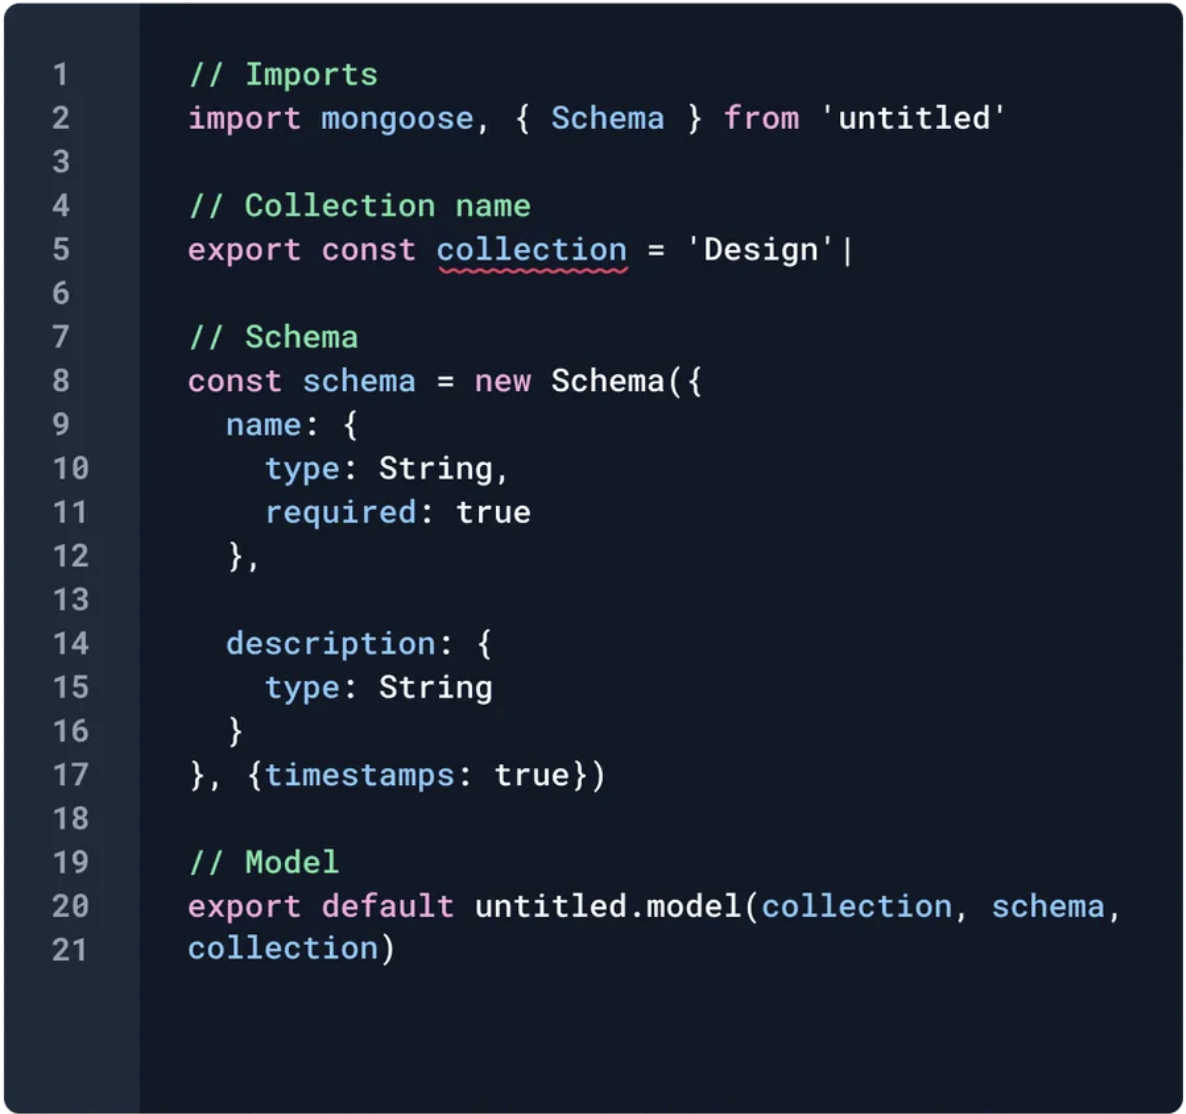 1 // Imports
2 import mongoose, { Schema } from 'untitled'
3
4 // Collection name
5 export const collection = 'Design'|
6
7 // Schema
8 const schema = new Schema({
9   name: {
10     type: String,
11     required: true
12   },
13
14   description: {
15     type: String
16   }
17 }, {timestamps: true})
18
19 // Model
20 export default untitled.model(collection, schema,
21 collection)